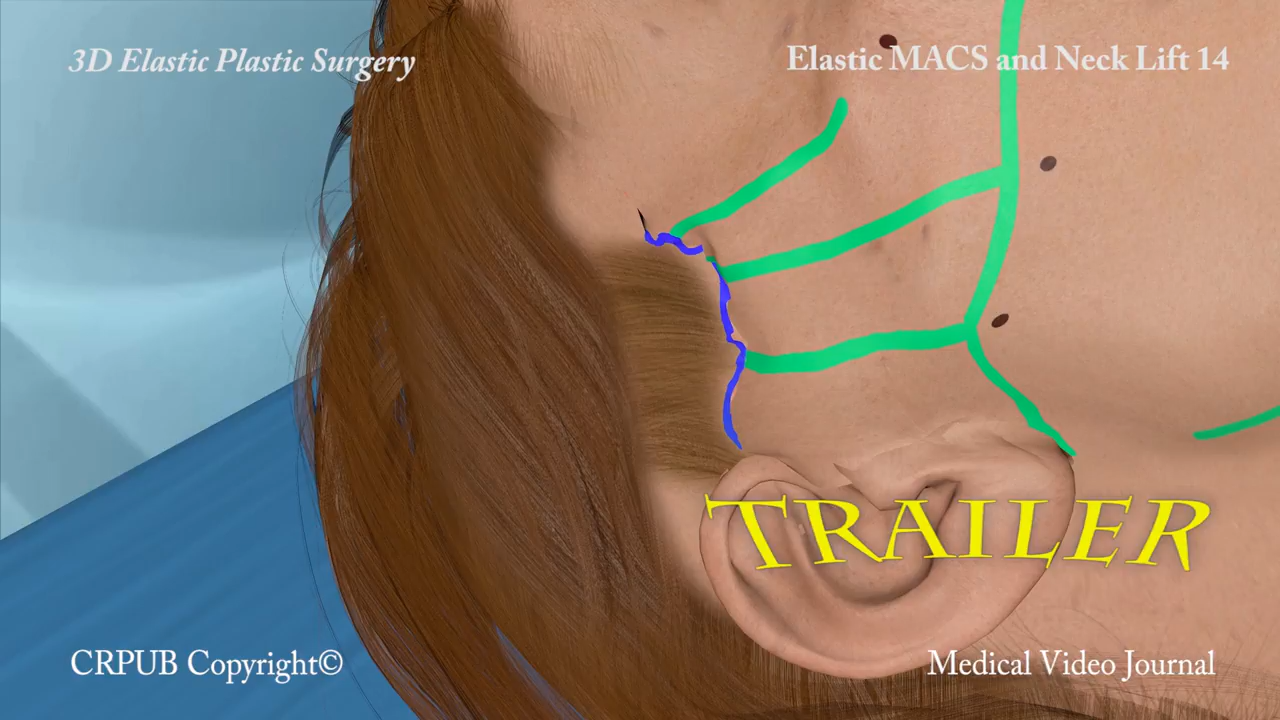 3D Elastic Plastic Surgery
Elastic MACS and Neck Lift 14
TRAILER
CRPUB Copyright©
Medical Video Journal